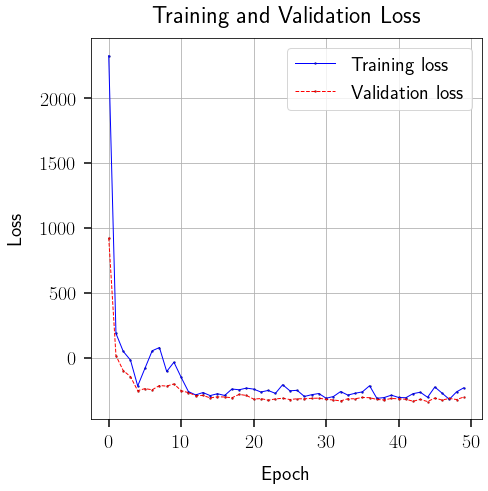 Training and Validation Loss
Training loss
Validation loss
2000
1500
1000
500
0
Loss
0 10 20 30 40 50
Epoch